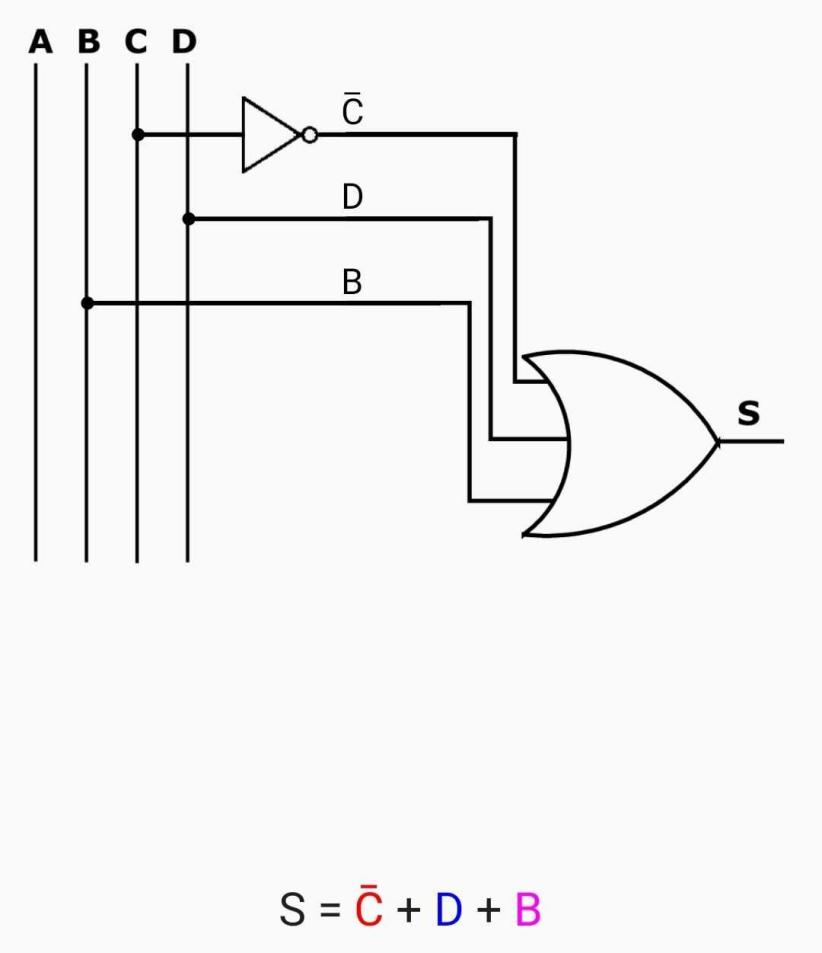 A B C D
C̄
D
B
S
S = C̄ + D + B